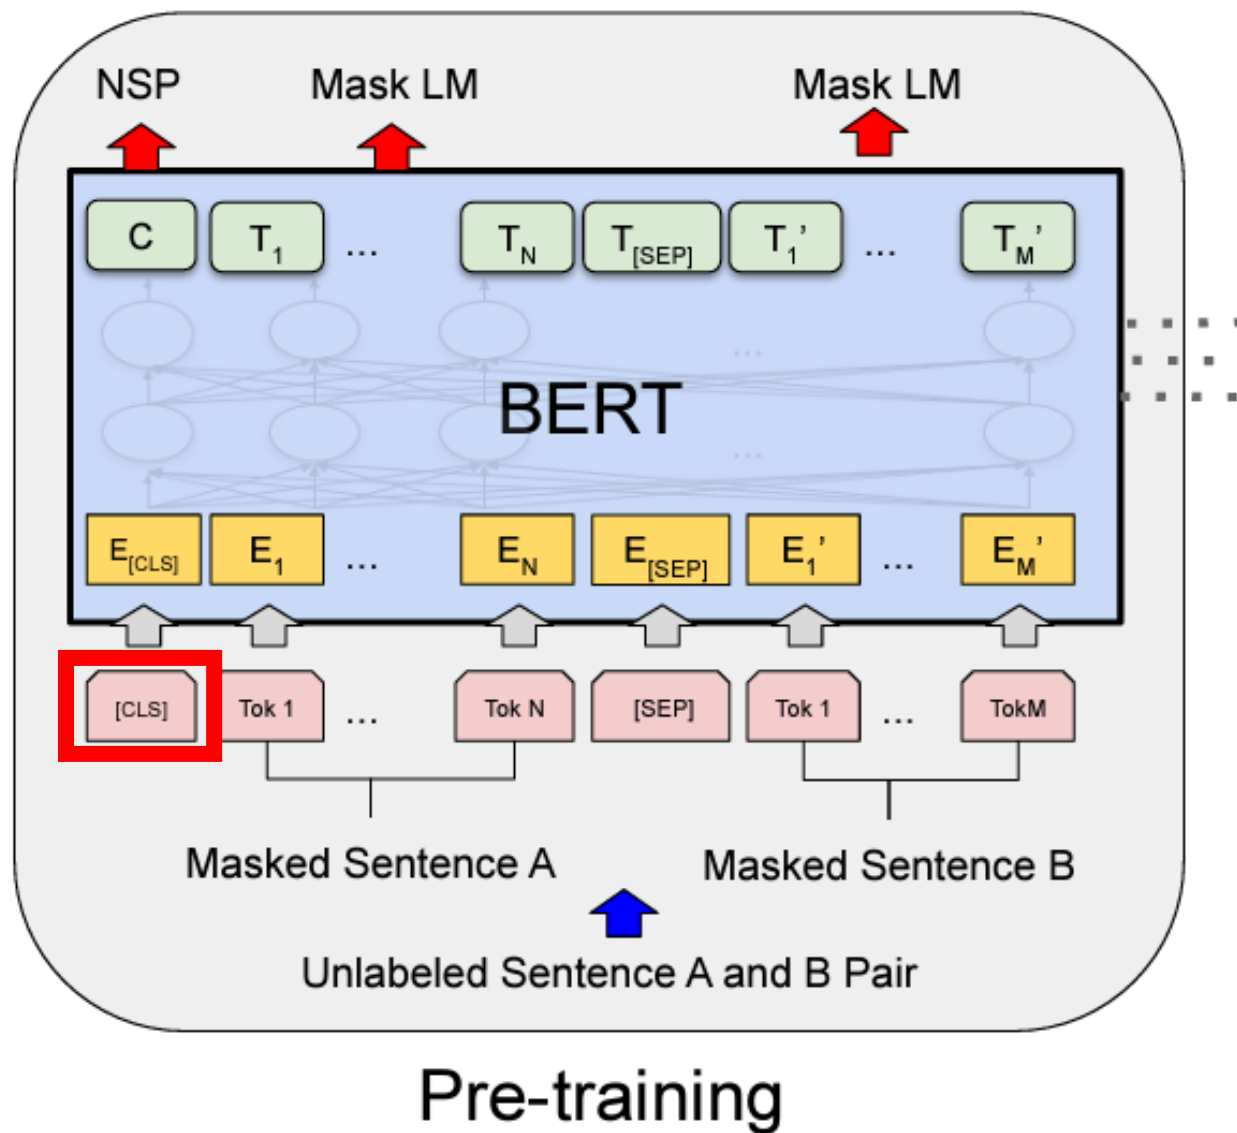 NSP Mask LM Mask LM
C T1 ... TN T[SEP] T1’ ... TM’
...
BERT
...
E[CLS] E1 ... EN E[SEP] E1’ ... EM’
[CLS] Tok 1 ... Tok N [SEP] Tok 1 ... TokM
Masked Sentence A Masked Sentence B
Unlabeled Sentence A and B Pair
Pre-training